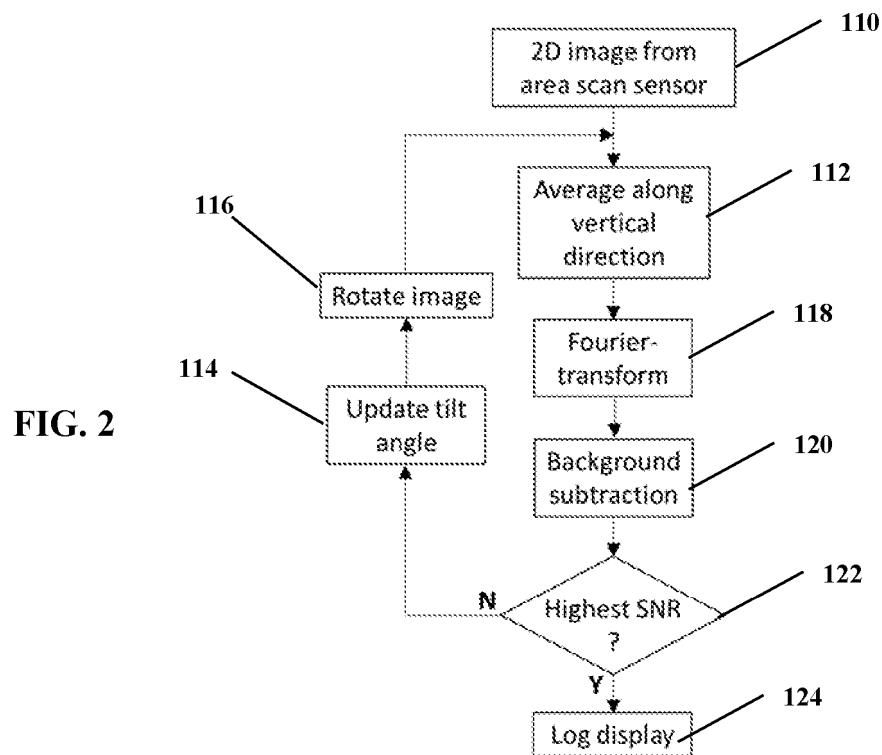 110
2D image from
area scan sensor
112
Average along
vertical
direction
116
Rotate image
118
Fourier-
transform
114
Update tilt
angle
FIG. 2
120
Background
subtraction
122
N
Highest SNR
?
Y
124
Log display